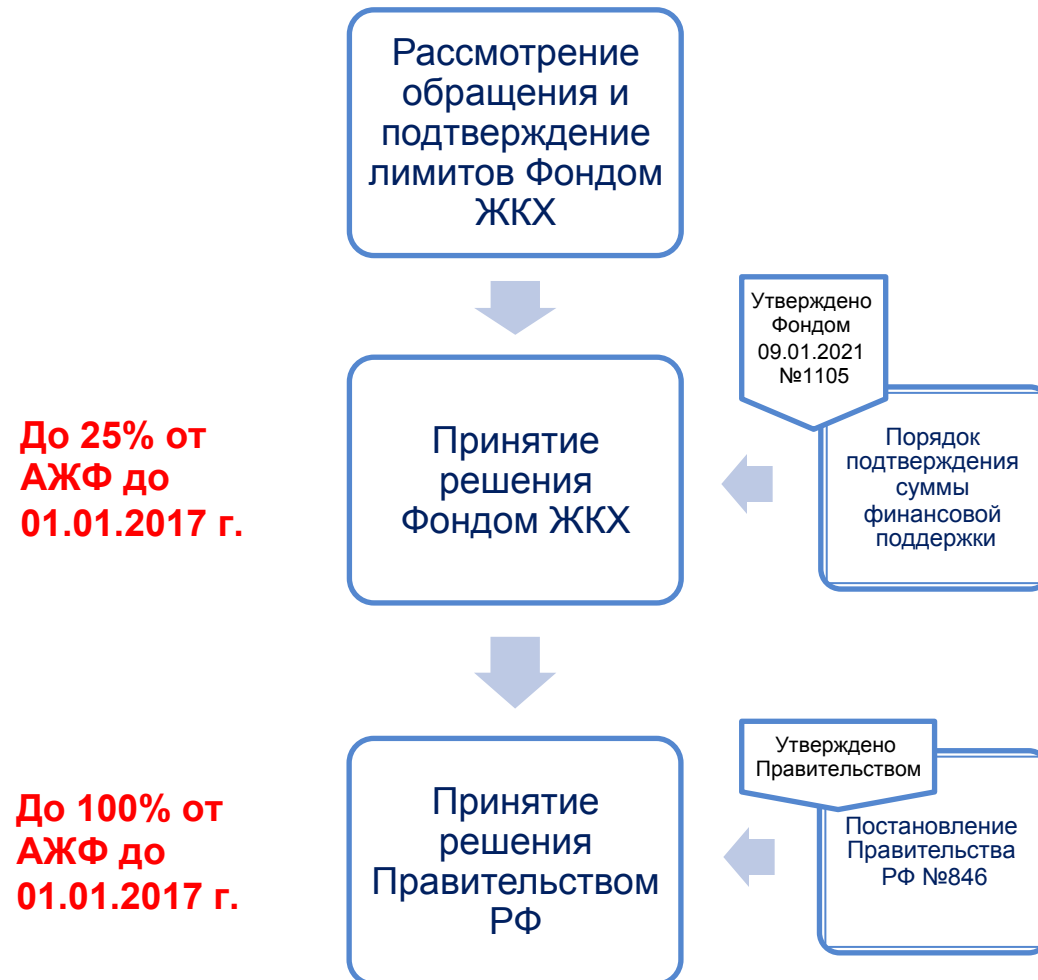 Рассмотрение
обращения и
подтверждение
лимитов Фондом
ЖКХ
Утверждено
Фондом
09.01.2021
№1105
До 25% от
АЖФ до
01.01.2017 г.
Принятие
решения
Фондом ЖКХ
Порядок
подтверждения
суммы
финансовой
поддержки
Утверждено
Правительством
До 100% от
АЖФ до
01.01.2017 г.
Принятие
решения
Правительством
РФ
Постановление
Правительства
РФ №846